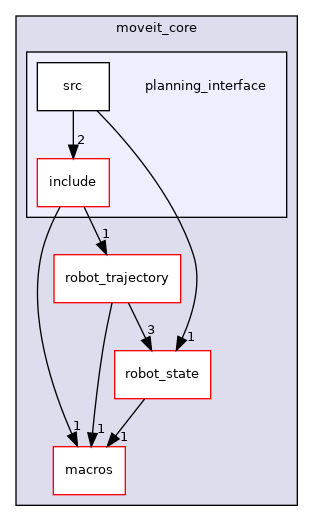 moveit_core
src
planning_interface
2
include
1
robot_trajectory
3
1
robot_state
1
1
1
macros